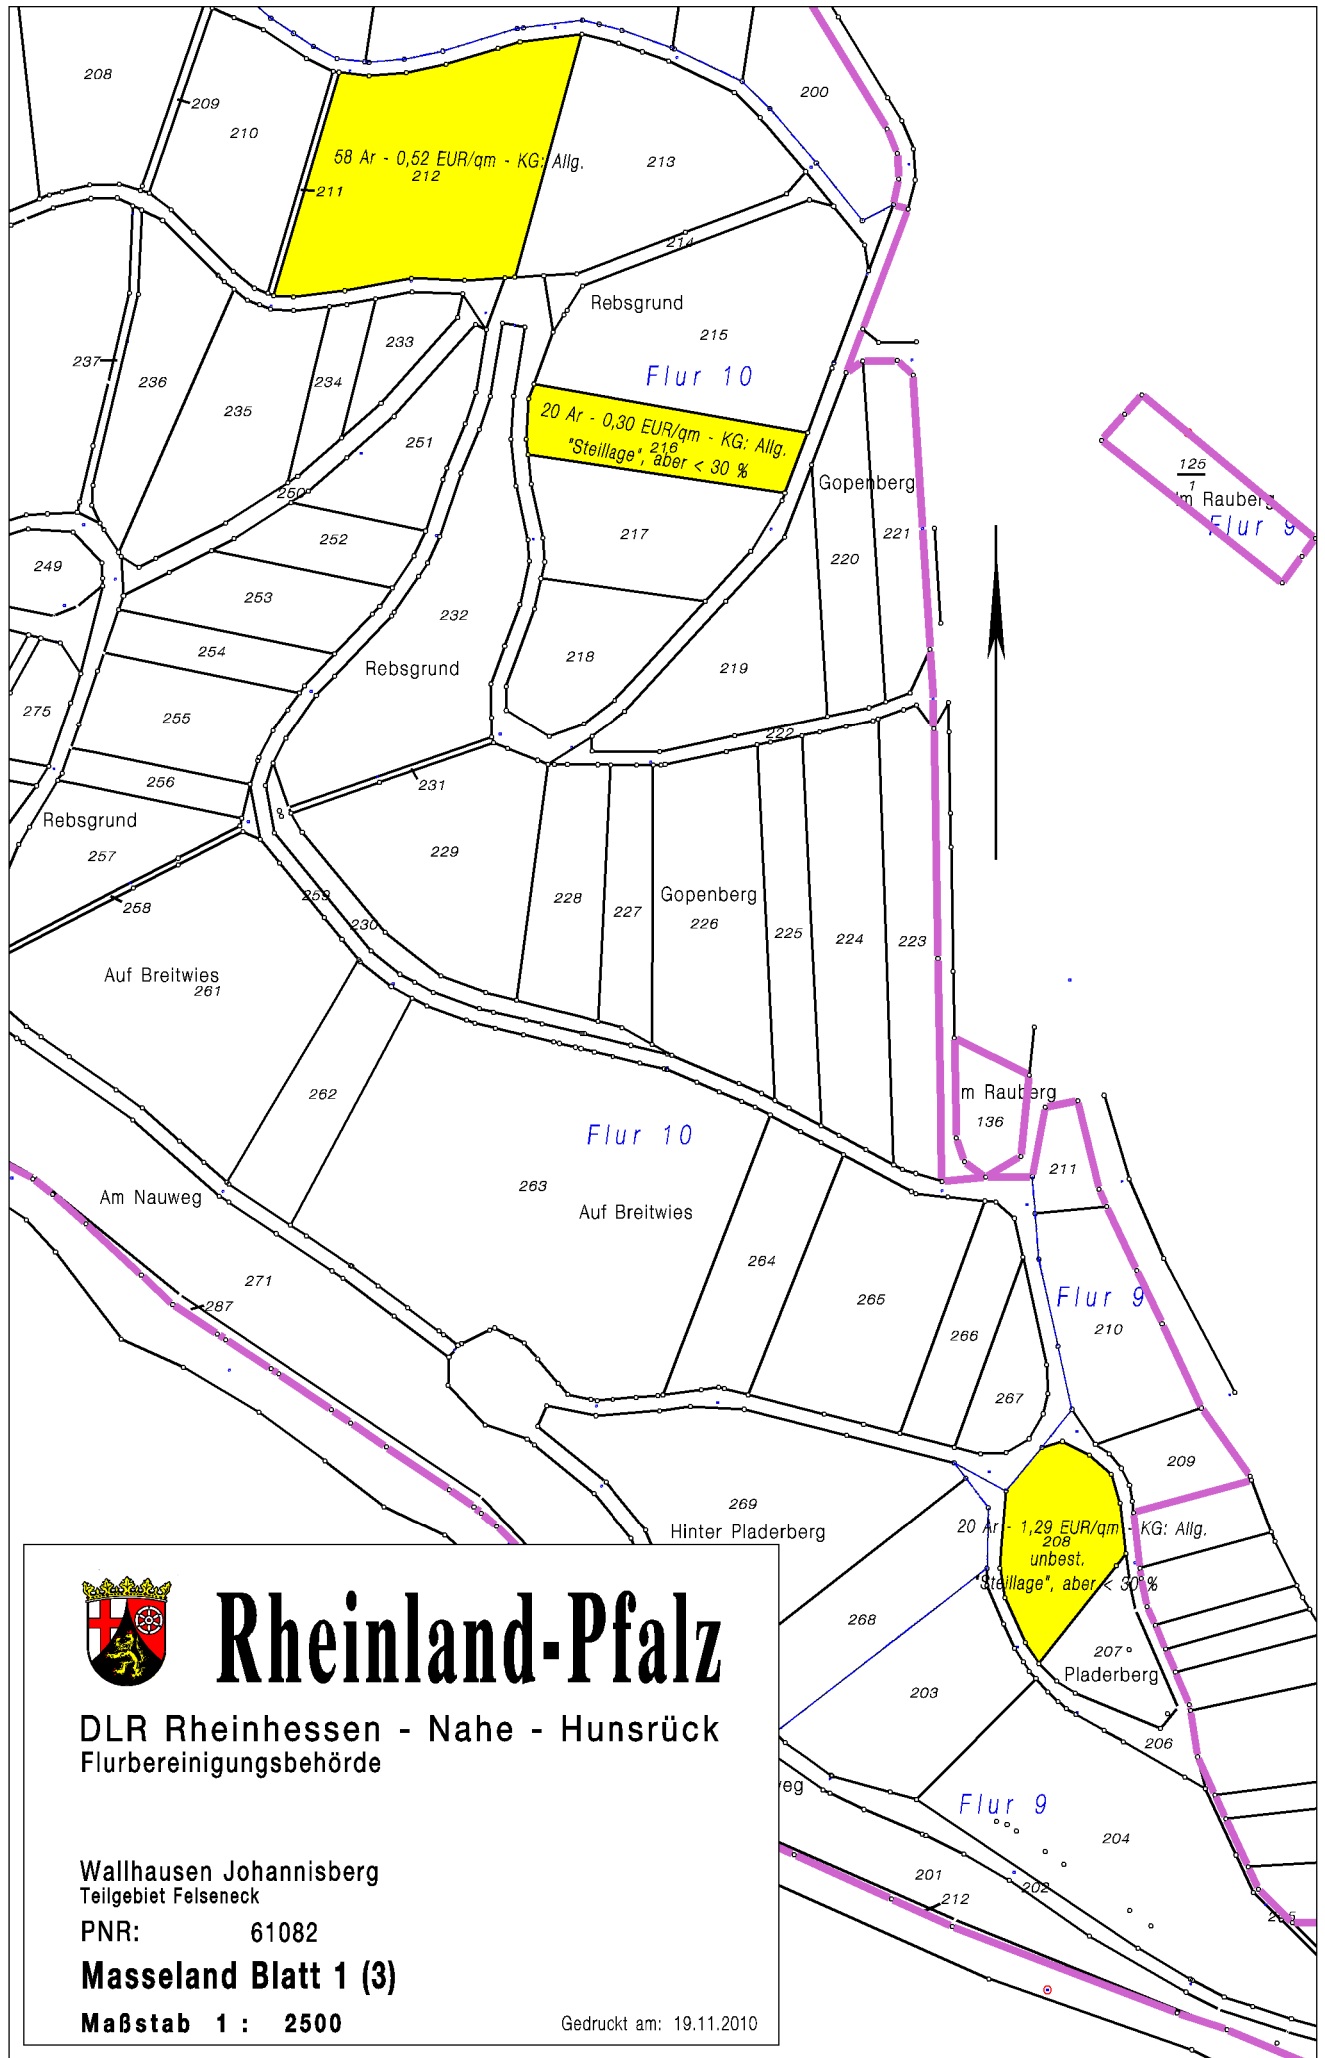 208
209
210
211
58 Ar - 0,52 EUR/qm - KG: Allg.
212
213
200
214
Rebsgrund
215
Flur 10
237
236
235
234
233
251
20 Ar - 0,30 EUR/qm - KG: Allg.
216
"Steillage", aber < 30 %
Gopenberg
125
1
Im Rauberg
Flur 9
250
252
217
220
221
249
253
232
254
Rebsgrund
218
219
275
255
222
256
231
Rebsgrund
257
229
258
259
230
228
227
Gopenberg
226
225
224
223
Auf Breitwies
261
262
m Rauberg
136
Flur 10
211
263
Am Nauweg
Auf Breitwies
264
271
287
265
266
267
Flur 9
210
209
269
Hinter Pladerberg
20 Ar - 1,29 EUR/qm - KG: Allg.
208
unbest.
"Steillage", aber < 30 %
268
207
Pladerberg
203
206
veg
Flur 9
204
201
202
212
205
Rheinland-Pfalz
DLR Rheinhessen - Nahe - Hunsrück
Flurbereinigungsbehörde
Wallhausen Johannisberg
Teilgebiet Felseneck
PNR: 61082
Masseland Blatt 1 (3)
Maßstab 1 : 2500
Gedruckt am: 19.11.2010